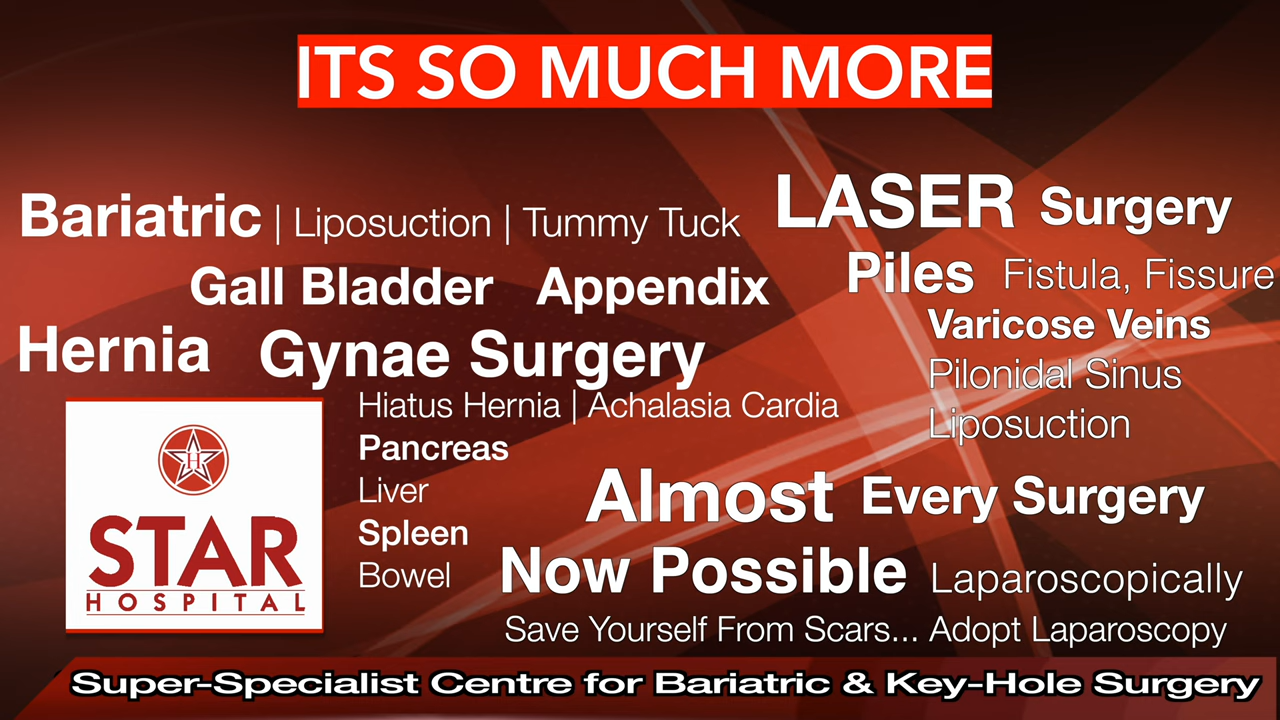 ITS SO MUCH MORE
Bariatric | Liposuction | Tummy Tuck
Gall Bladder Appendix
Hernia Gynae Surgery
Hiatus Hernia | Achalasia Cardia
Pancreas
Liver
Spleen
Bowel
LASER Surgery
Piles Fistula, Fissure
Varicose Veins
Pilonidal Sinus
Liposuction
Almost Every Surgery
Now Possible Laparoscopically
Save Yourself From Scars... Adopt Laparoscopy
H
STAR
HOSPITAL
Super-Specialist Centre for Bariatric & Key-Hole Surgery